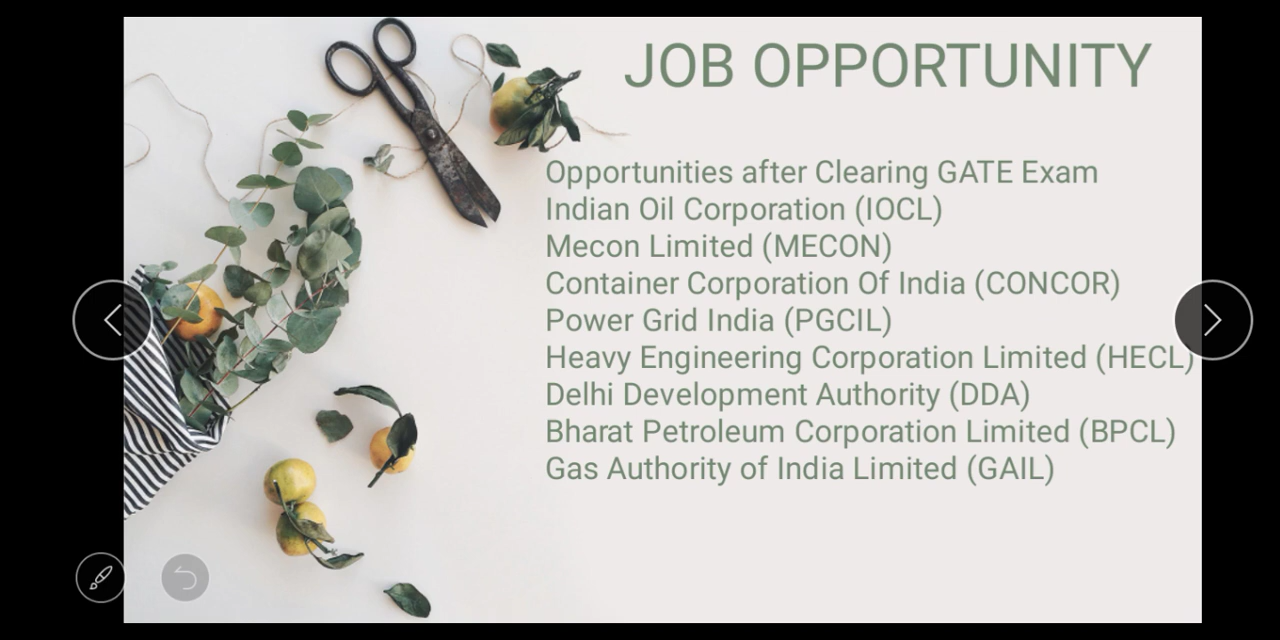 JOB OPPORTUNITY
Opportunities after Clearing GATE Exam
Indian Oil Corporation (IOCL)
Mecon Limited (MECON)
Container Corporation Of India (CONCOR)
Power Grid India (PGCIL)
Heavy Engineering Corporation Limited (HECL)
Delhi Development Authority (DDA)
Bharat Petroleum Corporation Limited (BPCL)
Gas Authority of India Limited (GAIL)